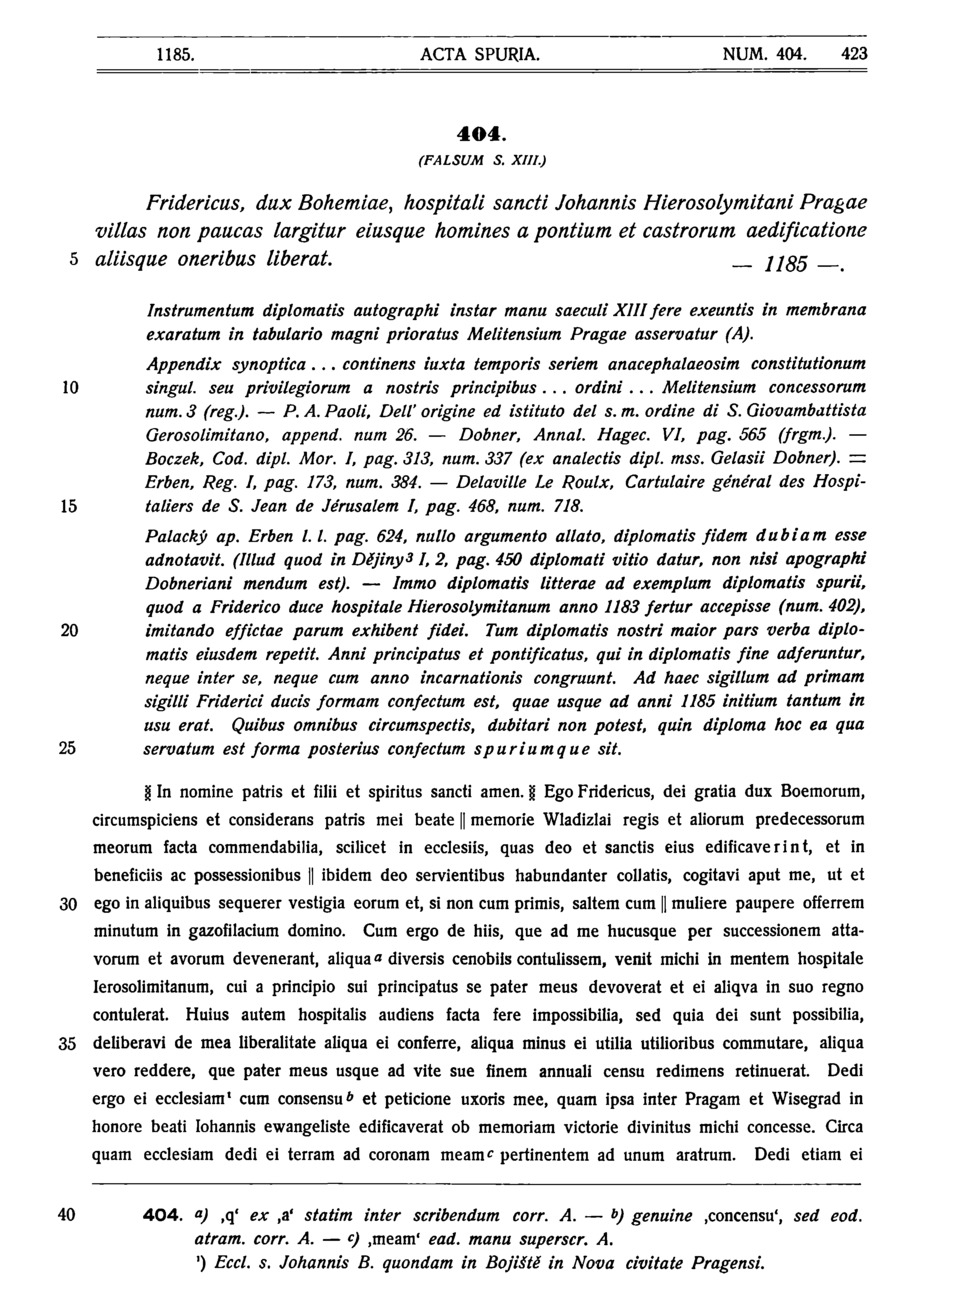 1185. ACTA SPURIA. NUM. 404. 423
404.
(FALSUM S. XIII.)
Fridericus, dux Bohemiae, hospitali sancti Johannis Hierosolymitani Pragae
villas non paucas largitur eiusque homines a pontium et castrorum aedificatione
5 aliisque oneribus liberat. — 1185 —.
Instrumentum diplomatis autographi instar manu saeculi XIII fere exeuntis in membrana
exaratum in tabulario magni prioratus Melitensium Pragae asservatur (A).
Appendix synoptica ... continens iuxta temporis seriem anacephalaeosim constitutionum
10 singul. seu privilegiorum a nostris principibus ... ordini ... Melitensium concessorum
num. 3 (reg.). — P. A. Paoli, Dell' origine ed istituto del s. m. ordine di S. Giovambattista
Gerosolimitano, append. num 26. — Dobner, Annal. Hagec. VI, pag. 565 (frgm.). —
Boczek, Cod. dipl. Mor. I, pag. 313, num. 337 (ex analectis dipl. mss. Gelasii Dobner). =
Erben, Reg. I, pag. 173, num. 384. — Delaville Le Roulx, Cartulaire général des Hospi-
15 taliers de S. Jean de Jérusalem I, pag. 468, num. 718.
Palacký ap. Erben l. l. pag. 624, nullo argumento allato, diplomatis fidem dubiam esse
adnotavit. (Illud quod in Dějiny³ I, 2, pag. 450 diplomati vitio datur, non nisi apographi
Dobneriani mendum est). — Immo diplomatis litterae ad exemplum diplomatis spurii,
quod a Friderico duce hospitale Hierosolymitanum anno 1183 fertur accepisse (num. 402),
20 imitando effictae parum exhibent fidei. Tum diplomatis nostri maior pars verba diplo-
matis eiusdem repetit. Anni principatus et pontificatus, qui in diplomatis fine adferuntur,
neque inter se, neque cum anno incarnationis congruunt. Ad haec sigillum ad primam
sigilli Friderici ducis formam confectum est, quae usque ad anni 1185 initium tantum in
usu erat. Quibus omnibus circumspectis, dubitari non potest, quin diploma hoc ea qua
25 servatum est forma posterius confectum spuriumque sit.
§ In nomine patris et filii et spiritus sancti amen. § Ego Fridericus, dei gratia dux Boemorum,
circumspiciens et considerans patris mei beate || memorie Wladizlai regis et aliorum predecessorum
meorum facta commendabilia, scilicet in ecclesiis, quas deo et sanctis eius edificaverint, et in
beneficiis ac possessionibus || ibidem deo servientibus habundanter collatis, cogitavi aput me, ut et
30 ego in aliquibus sequerer vestigia eorum et, si non cum primis, saltem cum || muliere paupere offerrem
minutum in gazofilacium domino. Cum ergo de hiis, que ad me hucusque per successionem atta-
vorum et avorum devenerant, aliqua a diversis cenobiis contulissem, venit michi in mentem hospitale
Ierosolimitanum, cui a principio sui principatus se pater meus devoverat et ei aliqva in suo regno
contulerat. Huius autem hospitalis audiens facta fere impossibilia, sed quia dei sunt possibilia,
35 deliberavi de mea liberalitate aliqua ei conferre, aliqua minus ei utilia utilioribus commutare, aliqua
vero reddere, que pater meus usque ad vite sue finem annuali censu redimens retinuerat. Dedi
ergo ei ecclesiam¹ cum consensu b et peticione uxoris mee, quam ipsa inter Pragam et Wisegrad in
honore beati Iohannis ewangeliste edificaverat ob memoriam victorie divinitus michi concesse. Circa
quam ecclesiam dedi ei terram ad coronam meam c pertinentem ad unum aratrum. Dedi etiam ei
40 404. a) ‚q‘ ex ‚a‘ statim inter scribendum corr. A. — b) genuine ‚concensu‘, sed eod.
atram. corr. A. — c) ‚meam‘ ead. manu superscr. A.
¹) Eccl. s. Johannis B. quondam in Bojiště in Nova civitate Pragensi.